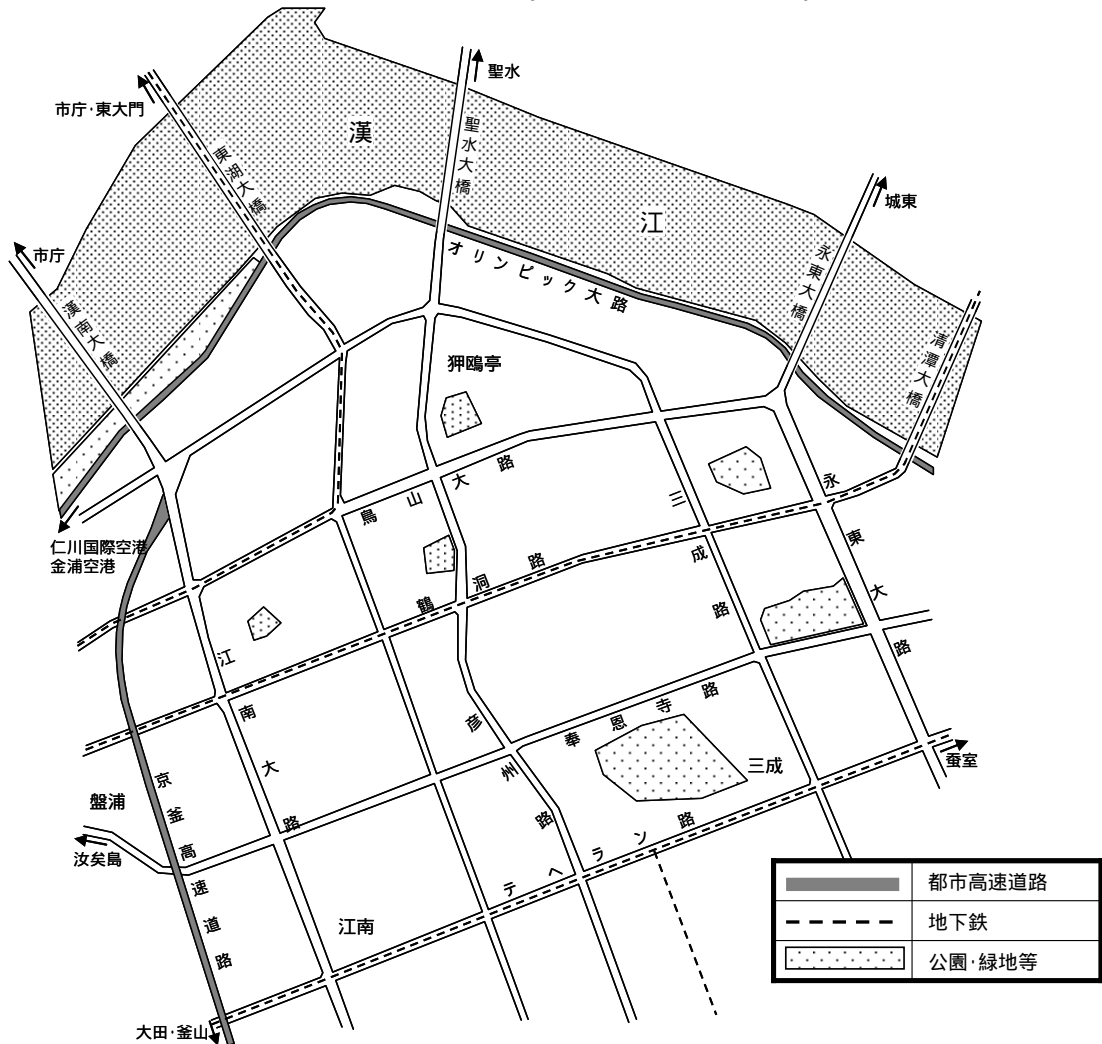 聖水
市庁·東大門
漢
聖水大橋
東湖大橋
城東
江
市庁
オリンピック大路
永東大橋
漢南大橋
清潭大橋
狎鴎亭
鳥山大路
三成路
永東大路
仁川国際空港
金浦空港
鶴洞路
江南大路
奉恩寺路
彦州路
三成
蚕室
京釜高速道路
盤浦
汝矣島
テヘラン路
江南
大田·釜山
都市高速道路
地下鉄
公園·緑地等